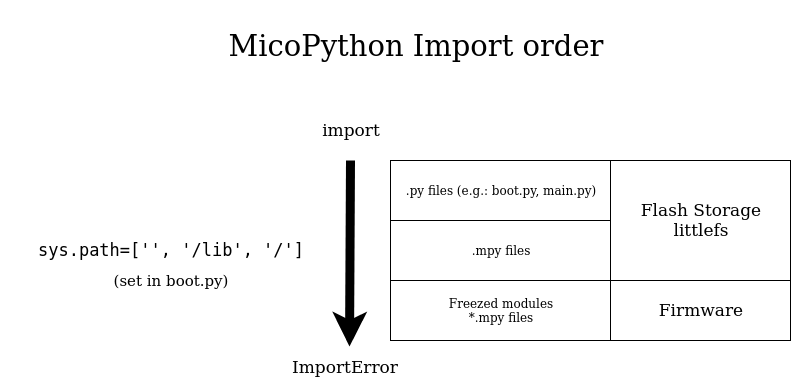 MicoPython Import order
import
.py files (e.g.: boot.py, main.py)
Flash Storage
littlefs
sys.path=['', '/lib', '/']
(set in boot.py)
.mpy files
Freezed modules
*.mpy files
Firmware
ImportError